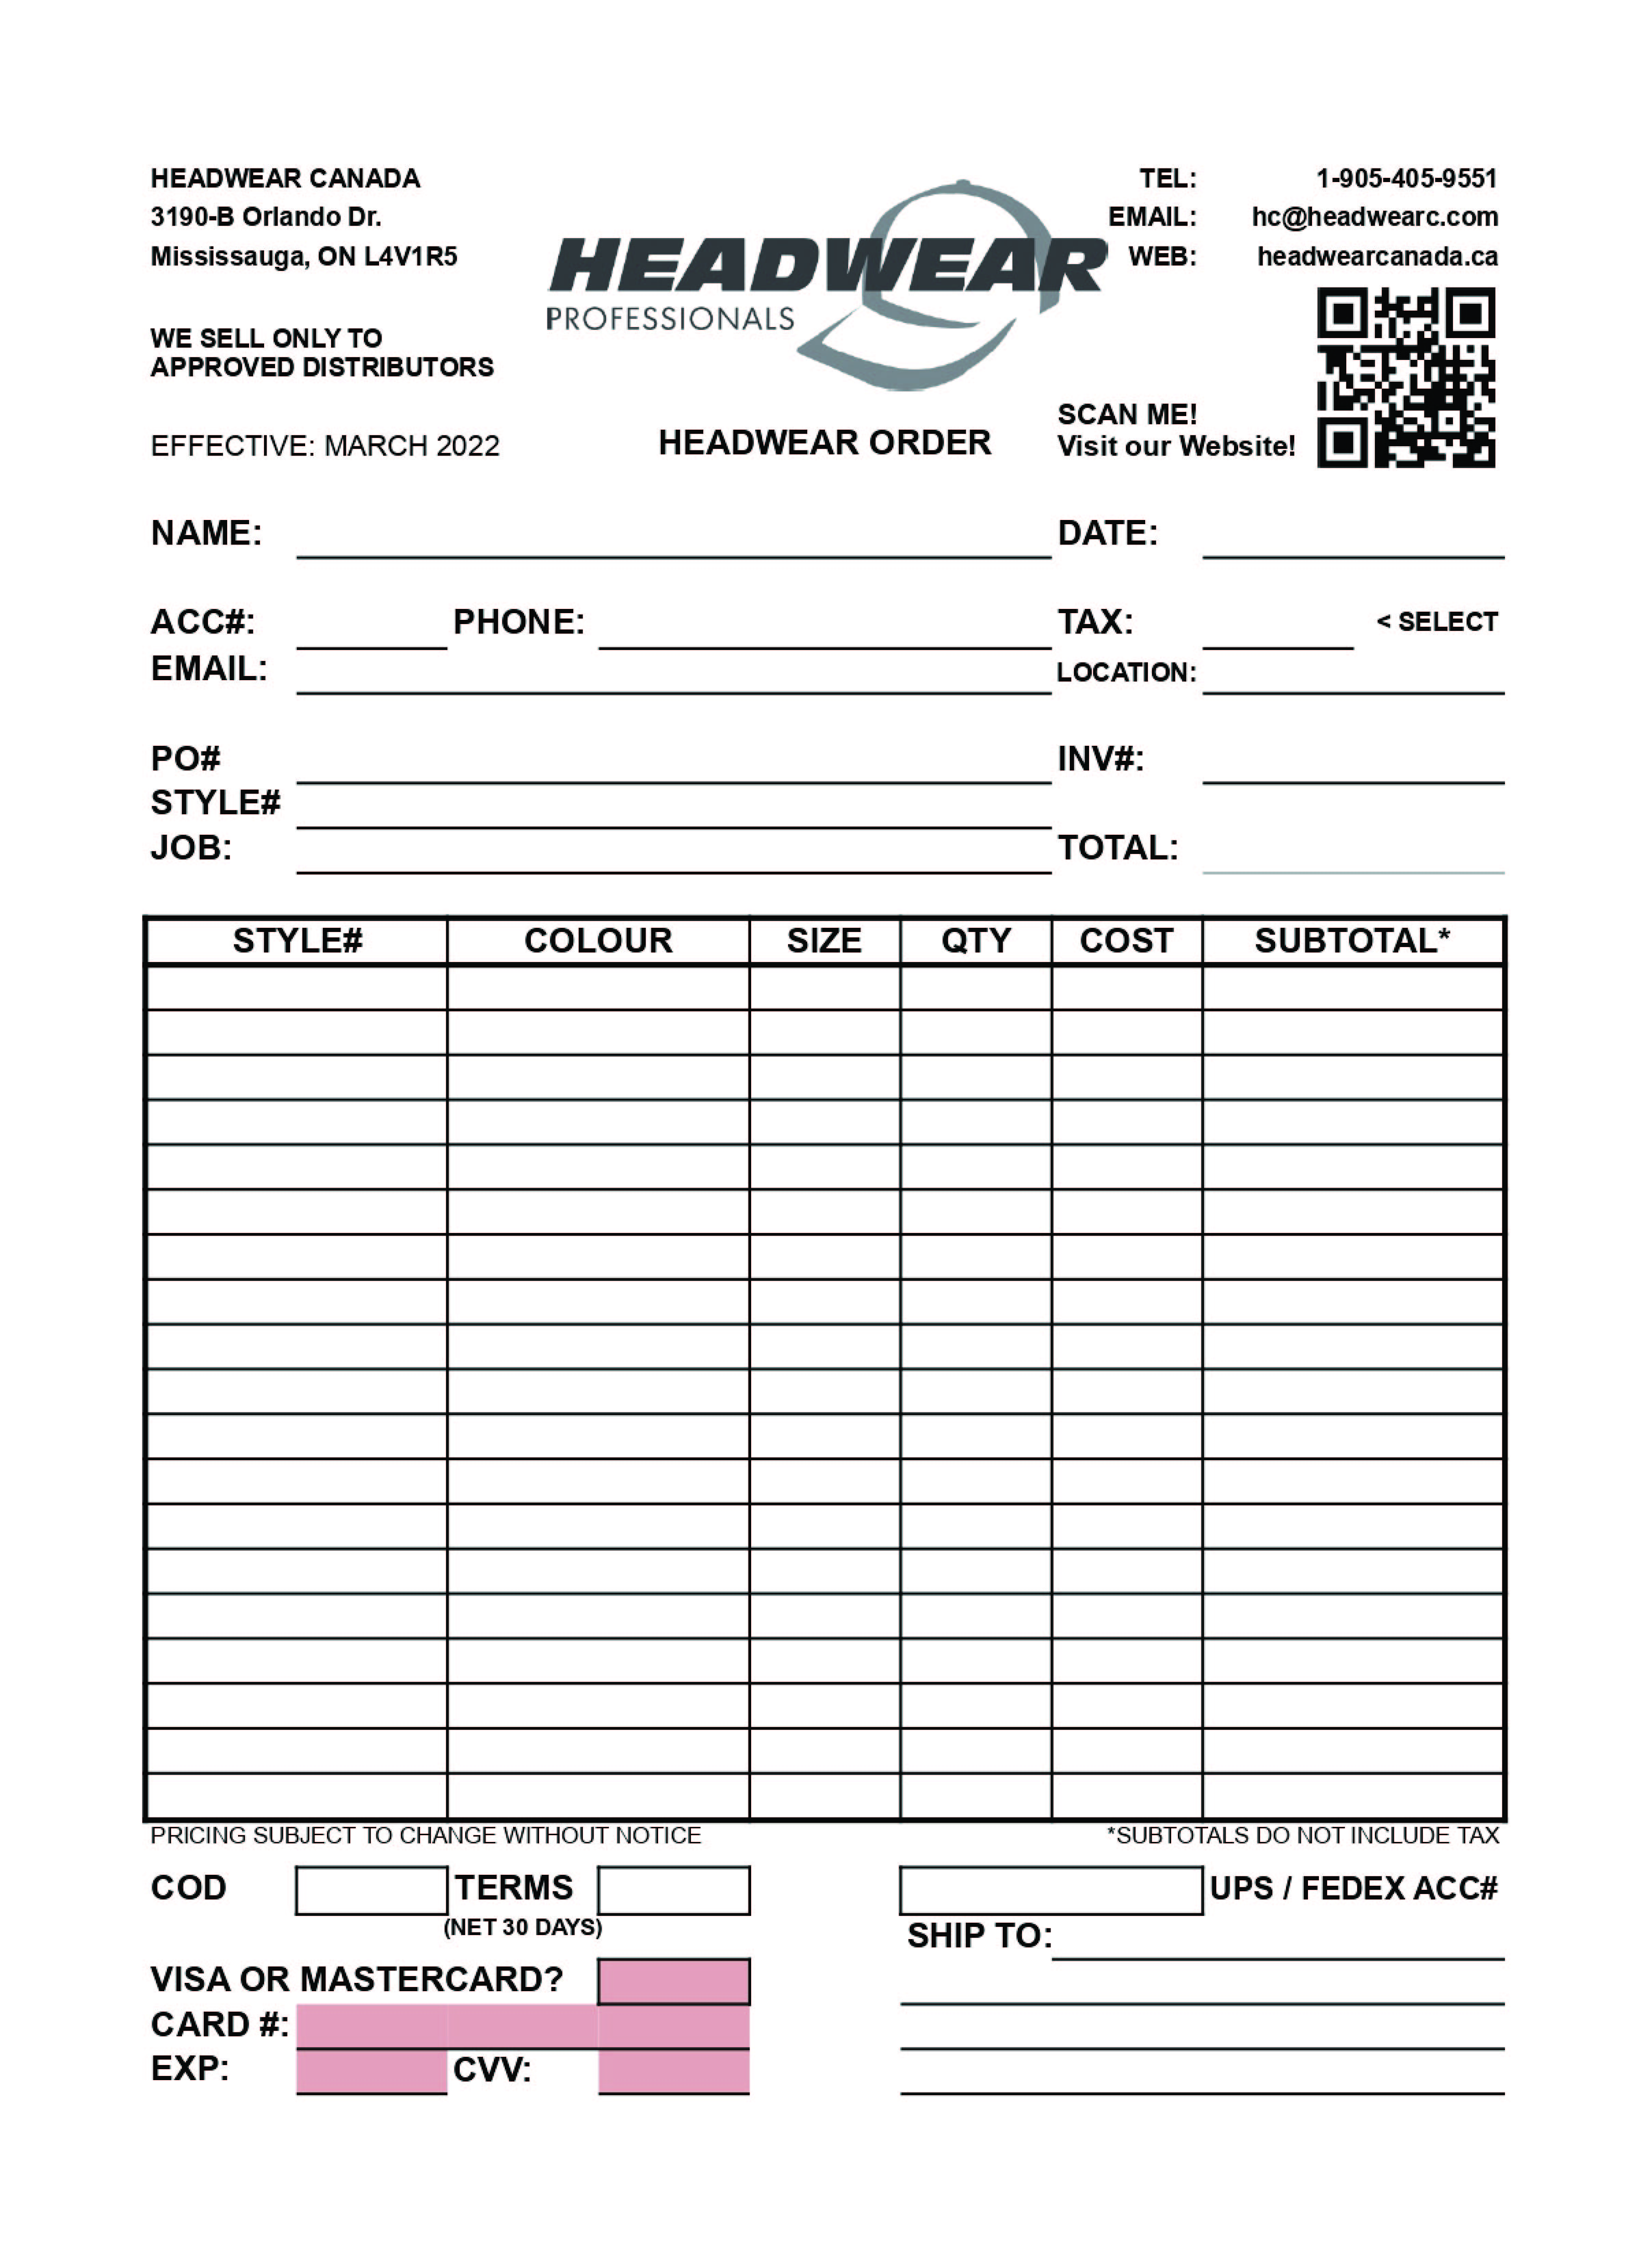 HEADWEAR CANADA
3190-B Orlando Dr.
Mississauga, ON L4V1R5
WE SELL ONLY TO
APPROVED DISTRIBUTORS
EFFECTIVE: MARCH 2022
HEADWEAR
PROFESSIONALS
HEADWEAR ORDER
TEL: 1-905-405-9551
EMAIL: hc@headwearc.com
WEB: headwearcanada.ca
SCAN ME!
Visit our Website!
NAME: DATE:
ACC#: PHONE: TAX: < SELECT
EMAIL: LOCATION:
PO# INV#:
STYLE#
JOB: TOTAL:
STYLE# COLOUR SIZE QTY COST SUBTOTAL*
PRICING SUBJECT TO CHANGE WITHOUT NOTICE *SUBTOTALS DO NOT INCLUDE TAX
COD TERMS UPS / FEDEX ACC#
(NET 30 DAYS)
SHIP TO:
VISA OR MASTERCARD?
CARD #:
EXP: CVV: